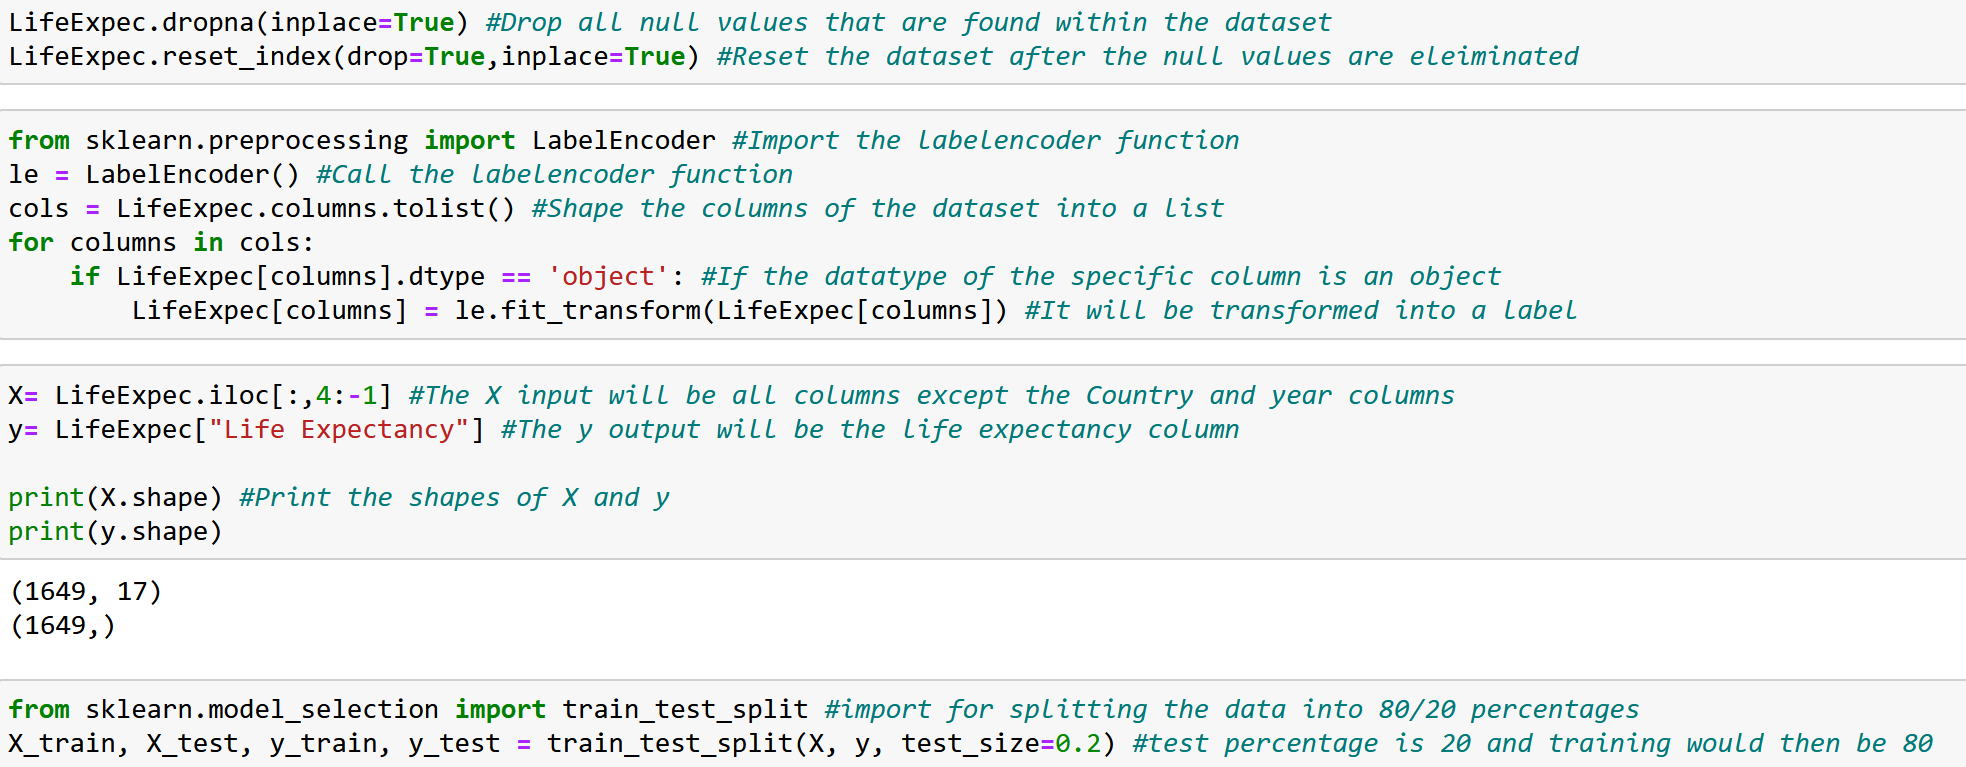 LifeExpec.dropna(inplace=True) #Drop all null values that are found within the dataset
LifeExpec.reset_index(drop=True,inplace=True) #Reset the dataset after the null values are eleiminated
from sklearn.preprocessing import LabelEncoder #Import the labelencoder function
le = LabelEncoder() #Call the labelencoder function
cols = LifeExpec.columns.tolist() #Shape the columns of the dataset into a list
for columns in cols:
    if LifeExpec[columns].dtype == 'object': #If the datatype of the specific column is an object
        LifeExpec[columns] = le.fit_transform(LifeExpec[columns]) #It will be transformed into a label
X= LifeExpec.iloc[:,4:-1] #The X input will be all columns except the Country and year columns
y= LifeExpec["Life Expectancy"] #The y output will be the life expectancy column
print(X.shape) #Print the shapes of X and y
print(y.shape)
(1649, 17)
(1649,)
from sklearn.model_selection import train_test_split #import for splitting the data into 80/20 percentages
X_train, X_test, y_train, y_test = train_test_split(X, y, test_size=0.2) #test percentage is 20 and training would then be 80